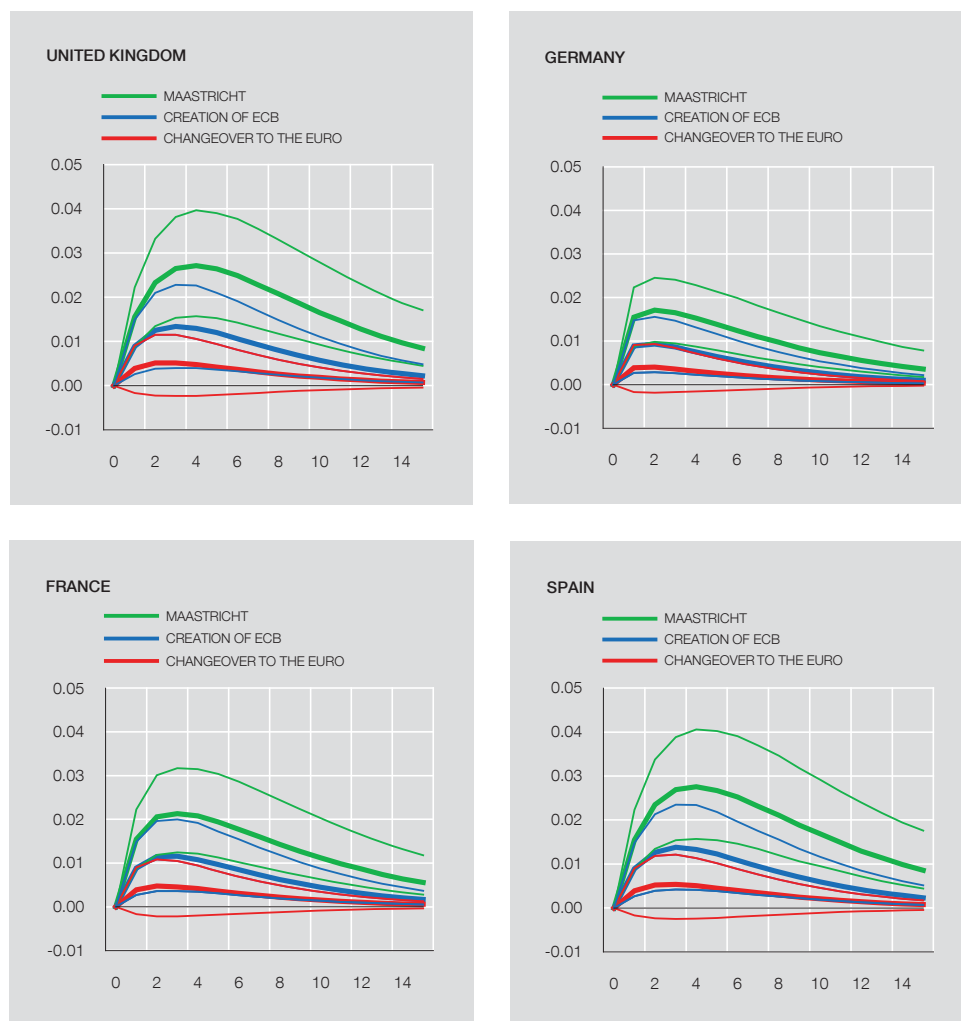 UNITED KINGDOM
MAASTRICHT
CREATION OF ECB
CHANGEOVER TO THE EURO
0.05
0.04
0.03
0.02
0.01
0.00
-0.01
0 2 4 6 8 10 12 14
GERMANY
MAASTRICHT
CREATION OF ECB
CHANGEOVER TO THE EURO
0.05
0.04
0.03
0.02
0.01
0.00
-0.01
0 2 4 6 8 10 12 14
FRANCE
MAASTRICHT
CREATION OF ECB
CHANGEOVER TO THE EURO
0.05
0.04
0.03
0.02
0.01
0.00
-0.01
0 2 4 6 8 10 12 14
SPAIN
MAASTRICHT
CREATION OF ECB
CHANGEOVER TO THE EURO
0.05
0.04
0.03
0.02
0.01
0.00
-0.01
0 2 4 6 8 10 12 14